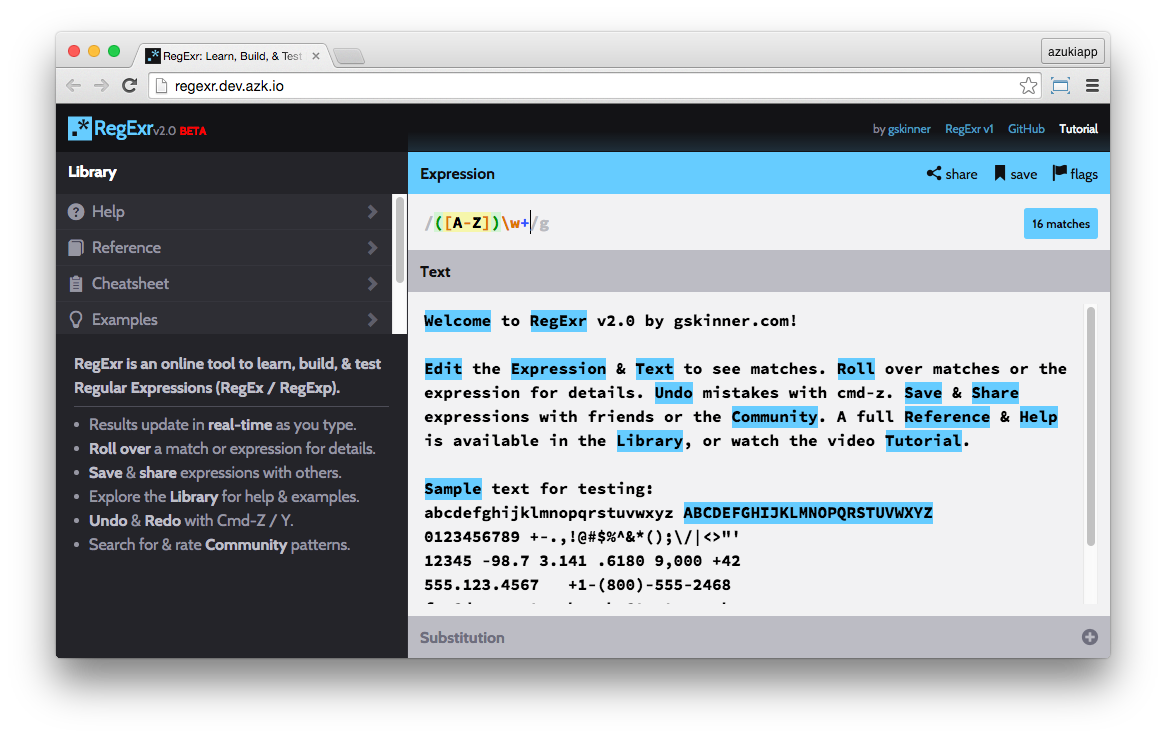 RegExr: Learn, Build, & Test
azukiapp
regexr.dev.azk.io
.* RegExr v2.0 BETA
by gskinner RegExr v1 GitHub Tutorial
Library
Help
Reference
Cheatsheet
Examples
RegExr is an online tool to learn, build, & test
Regular Expressions (RegEx / RegExp).
• Results update in real-time as you type.
• Roll over a match or expression for details.
• Save & share expressions with others.
• Explore the Library for help & examples.
• Undo & Redo with Cmd-Z / Y.
• Search for & rate Community patterns.
Expression share save flags
/([A-Z])\w+/g 16 matches
Text
Welcome to RegExr v2.0 by gskinner.com!
Edit the Expression & Text to see matches. Roll over matches or the
expression for details. Undo mistakes with cmd-z. Save & Share
expressions with friends or the Community. A full Reference & Help
is available in the Library, or watch the video Tutorial.
Sample text for testing:
abcdefghijklmnopqrstuvwxyz ABCDEFGHIJKLMNOPQRSTUVWXYZ
0123456789 +-.,!@#$%^&*();\/|<>"'
12345 -98.7 3.141 .6180 9,000 +42
555.123.4567 +1-(800)-555-2468
Substitution